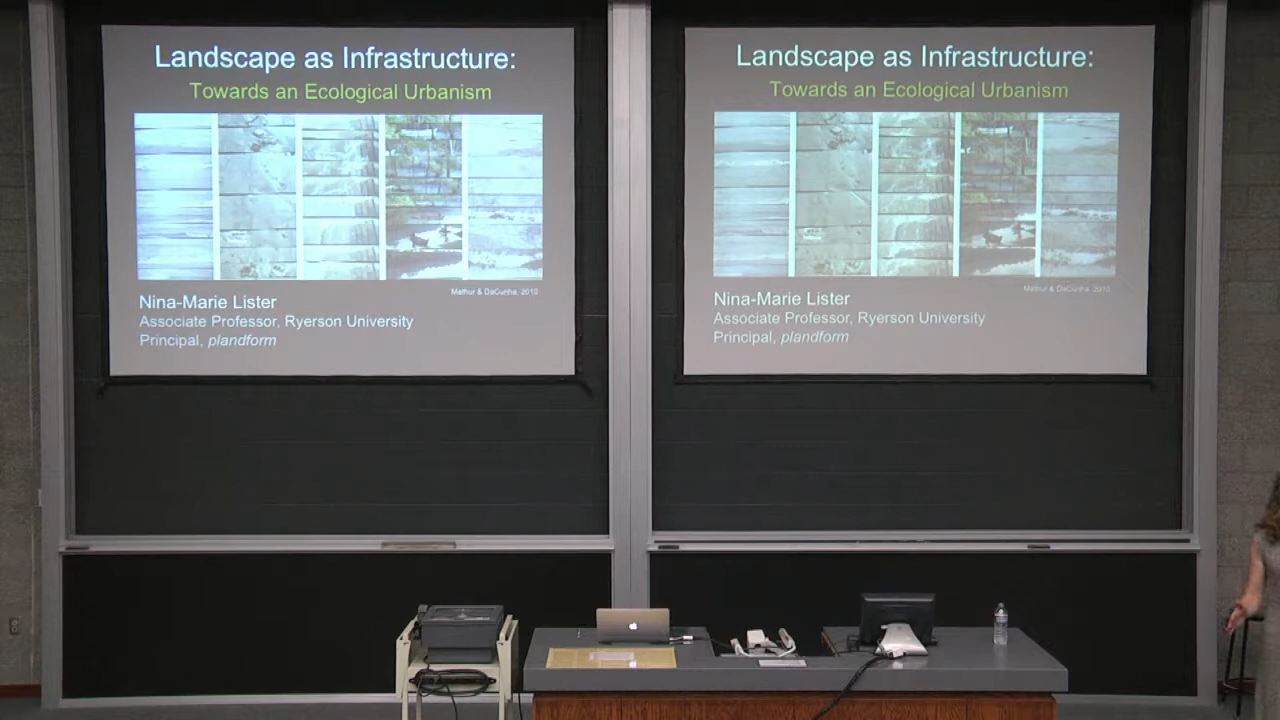 Landscape as Infrastructure:
Towards an Ecological Urbanism
Mathur & DaCunha, 2010
Nina-Marie Lister
Associate Professor, Ryerson University
Principal, plandform
Landscape as Infrastructure:
Towards an Ecological Urbanism
Mathur & DaCunha, 2010
Nina-Marie Lister
Associate Professor, Ryerson University
Principal, plandform